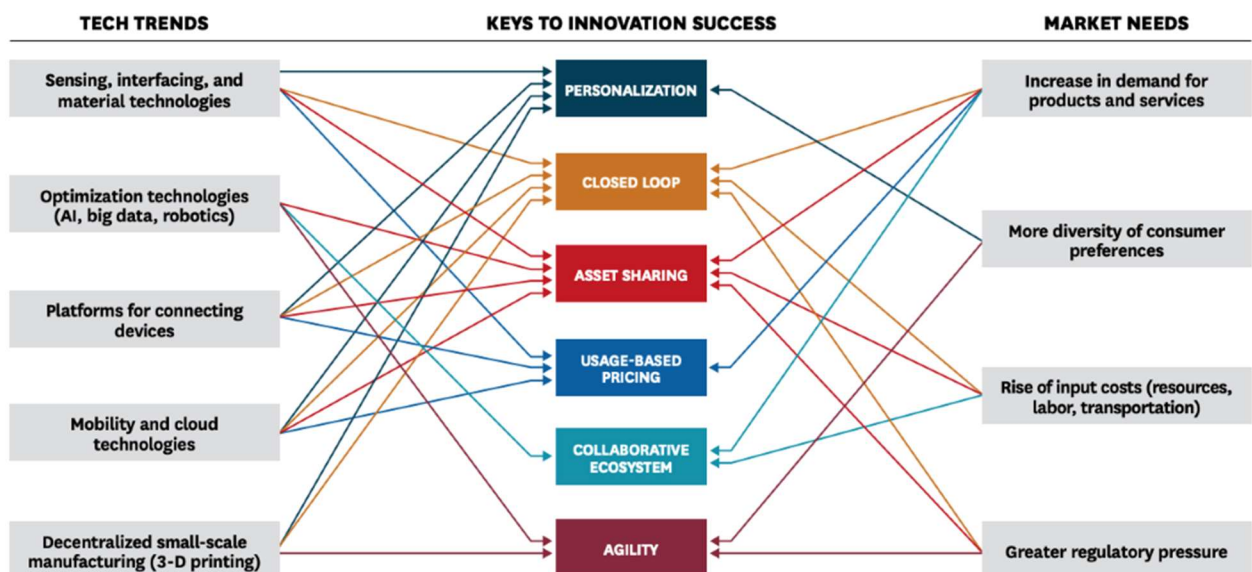 TECH TRENDS
KEYS TO INNOVATION SUCCESS
MARKET NEEDS
Sensing, interfacing, and
material technologies
Optimization technologies
(AI, big data, robotics)
Platforms for connecting
devices
Mobility and cloud
technologies
Decentralized small-scale
manufacturing (3-D printing)
PERSONALIZATION
CLOSED LOOP
ASSET SHARING
USAGE-BASED
PRICING
COLLABORATIVE
ECOSYSTEM
AGILITY
Increase in demand for
products and services
More diversity of consumer
preferences
Rise of input costs (resources,
labor, transportation)
Greater regulatory pressure